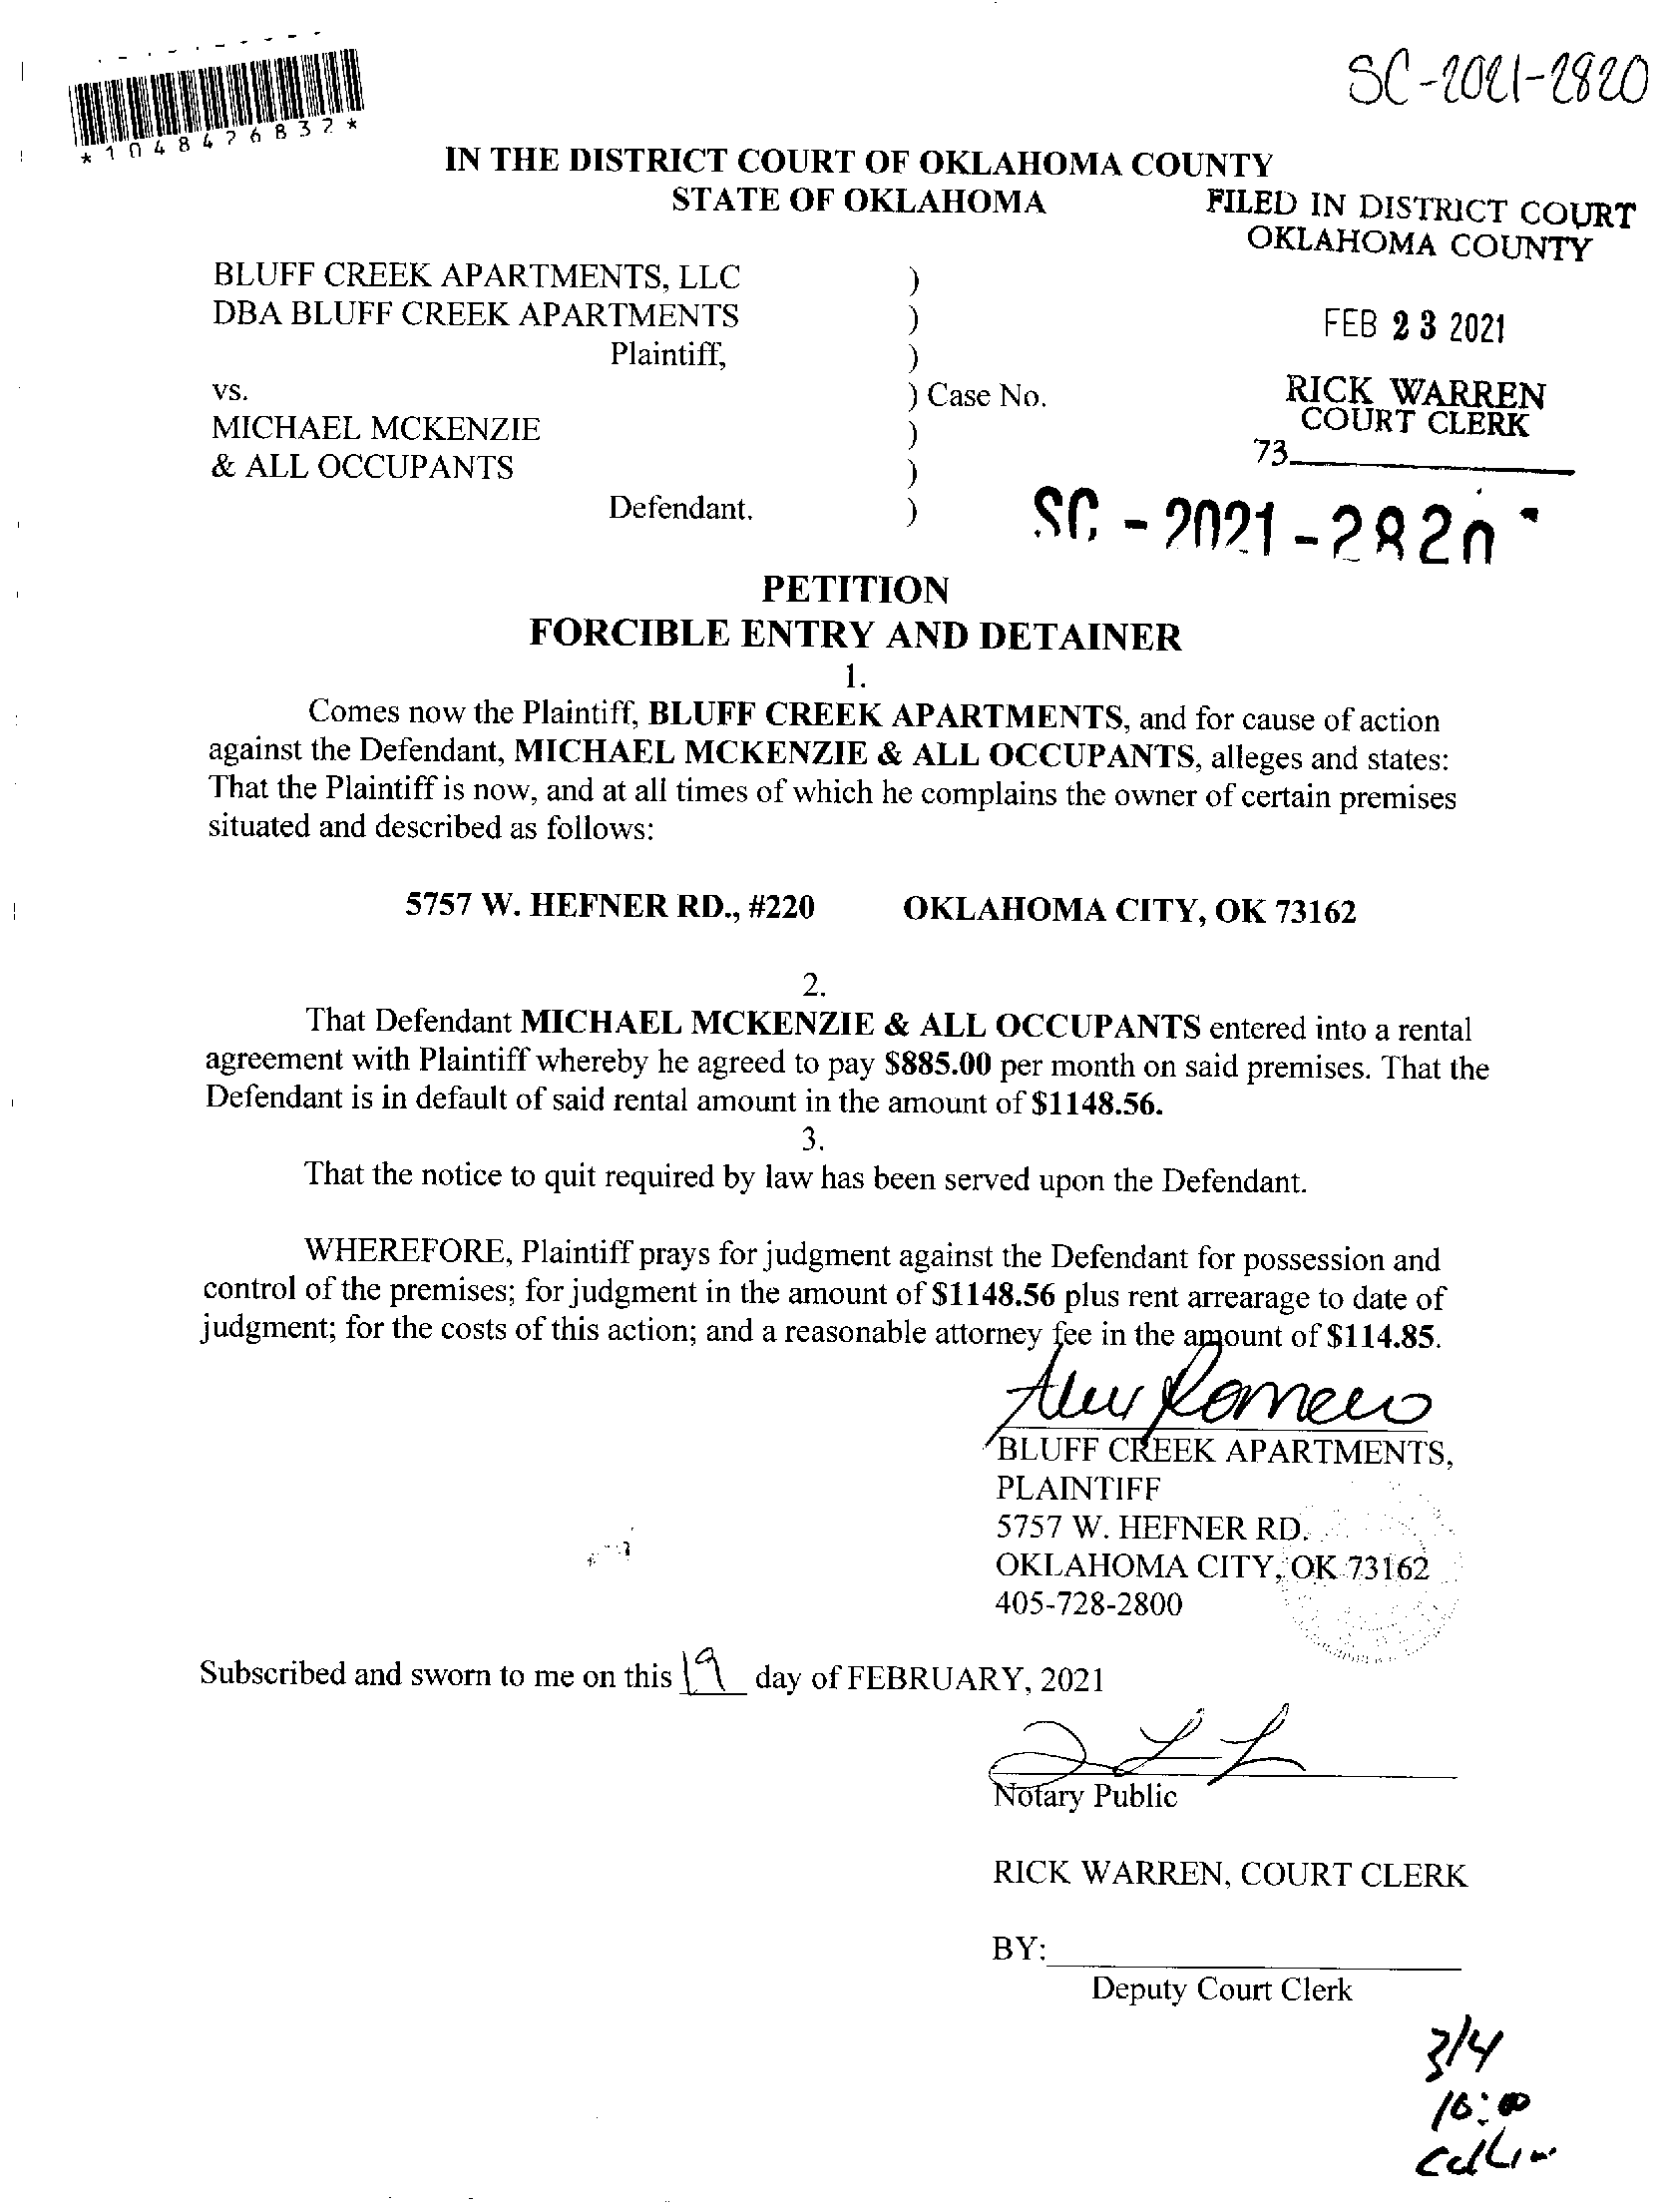 SC-2021-2820
*1048426832*
IN THE DISTRICT COURT OF OKLAHOMA COUNTY
STATE OF OKLAHOMA
FILED IN DISTRICT COURT
OKLAHOMA COUNTY
FEB 23 2021
RICK WARREN
COURT CLERK
73
BLUFF CREEK APARTMENTS, LLC )
DBA BLUFF CREEK APARTMENTS )
Plaintiff, )
vs. ) Case No.
MICHAEL MCKENZIE )
& ALL OCCUPANTS )
Defendant. )
SC - 2021 - 2820
PETITION
FORCIBLE ENTRY AND DETAINER
1.
Comes now the Plaintiff, BLUFF CREEK APARTMENTS, and for cause of action
against the Defendant, MICHAEL MCKENZIE & ALL OCCUPANTS, alleges and states:
That the Plaintiff is now, and at all times of which he complains the owner of certain premises
situated and described as follows:
5757 W. HEFNER RD., #220 OKLAHOMA CITY, OK 73162
2.
That Defendant MICHAEL MCKENZIE & ALL OCCUPANTS entered into a rental
agreement with Plaintiff whereby he agreed to pay $885.00 per month on said premises. That the
Defendant is in default of said rental amount in the amount of $1148.56.
3.
That the notice to quit required by law has been served upon the Defendant.
WHEREFORE, Plaintiff prays for judgment against the Defendant for possession and
control of the premises; for judgment in the amount of $1148.56 plus rent arrearage to date of
judgment; for the costs of this action; and a reasonable attorney fee in the amount of $114.85.
Romero
BLUFF CREEK APARTMENTS,
PLAINTIFF
5757 W. HEFNER RD.
OKLAHOMA CITY, OK 73162
405-728-2800
Subscribed and sworn to me on this 19 day of FEBRUARY, 2021
Notary Public
RICK WARREN, COURT CLERK
BY:
Deputy Court Clerk
3/4
10:00